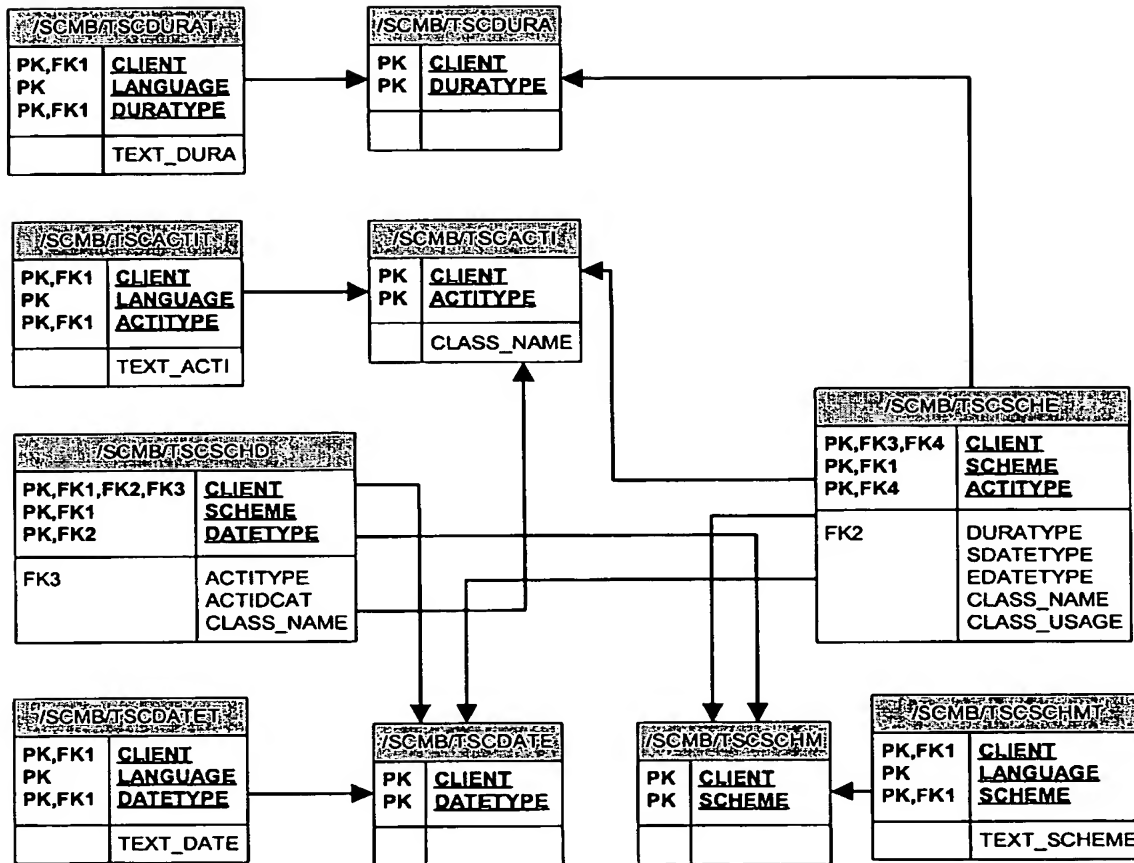 /SCMB/TSCDURAT
PK,FK1 CLIENT
PK LANGUAGE
PK,FK1 DURATYPE
TEXT_DURA
/SCMB/TSCDURA
PK CLIENT
PK DURATYPE
/SCMB/TSCACTIT
PK,FK1 CLIENT
PK LANGUAGE
PK,FK1 ACTITYPE
TEXT_ACTI
/SCMB/TSCACTI
PK CLIENT
PK ACTITYPE
CLASS_NAME
/SCMB/TSCSCHD
PK,FK1,FK2,FK3 CLIENT
PK,FK1 SCHEME
PK,FK2 DATETYPE
FK3 ACTITYPE
ACTIDCAT
CLASS_NAME
/SCMB/TSCSCHE
PK,FK3,FK4 CLIENT
PK,FK1 SCHEME
PK,FK4 ACTITYPE
FK2 DURATYPE
SDATETYPE
EDATETYPE
CLASS_NAME
CLASS_USAGE
/SCMB/TSCDATET
PK,FK1 CLIENT
PK LANGUAGE
PK,FK1 DATETYPE
TEXT_DATE
/SCMB/TSCDATE
PK CLIENT
PK DATETYPE
/SCMB/TSCSCHM
PK CLIENT
PK SCHEME
/SCMB/TSCSCHMT
PK,FK1 CLIENT
PK LANGUAGE
PK,FK1 SCHEME
TEXT_SCHEME